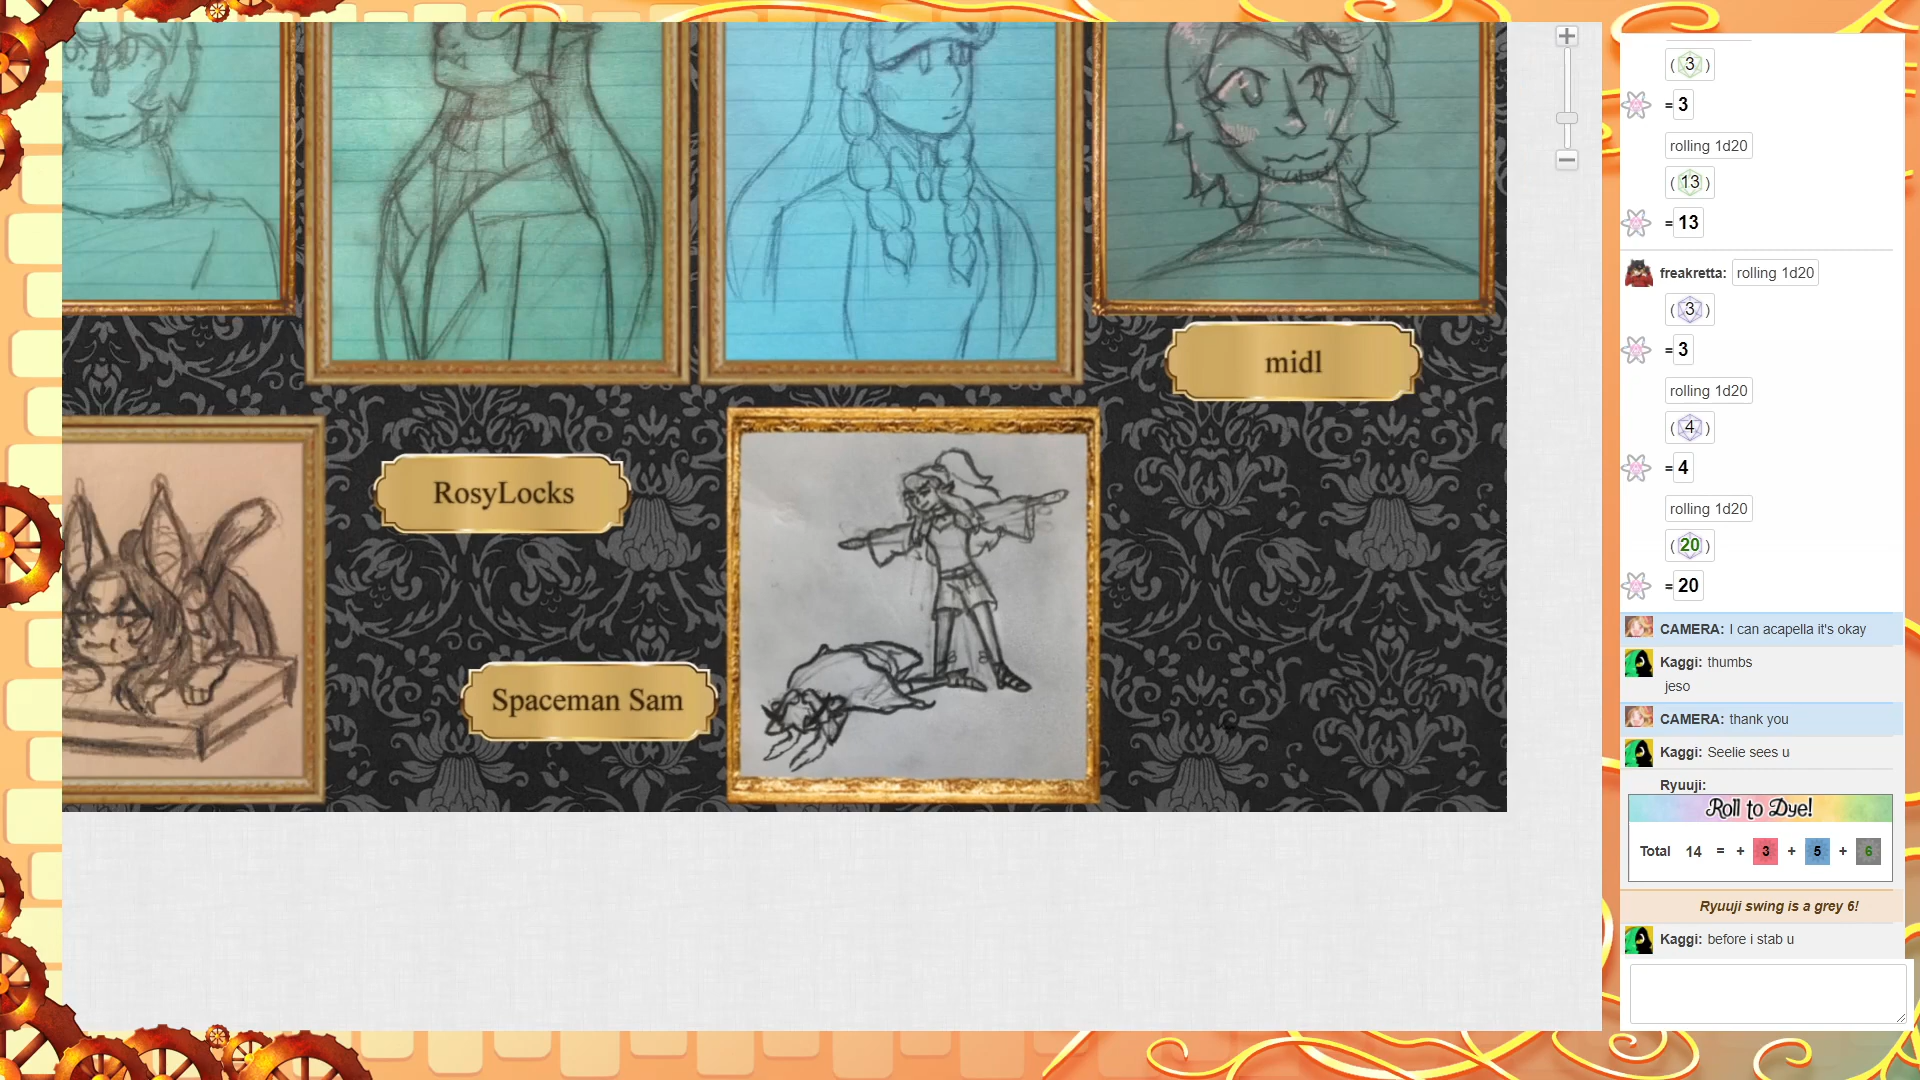 midl
RosyLocks
Spaceman Sam
+
−
( 3 )
= 3
rolling 1d20
( 13 )
= 13
freakretta: rolling 1d20
( 3 )
= 3
rolling 1d20
( 4 )
= 4
rolling 1d20
( 20 )
= 20
CAMERA: I can acapella it's okay
Kaggi: thumbs
jeso
CAMERA: thank you
Kaggi: Seelie sees u
Ryuuji:
Roll to Dye!
Total 14 = + 3 + 5 + 6
Ryuuji swing is a grey 6!
Kaggi: before i stab u